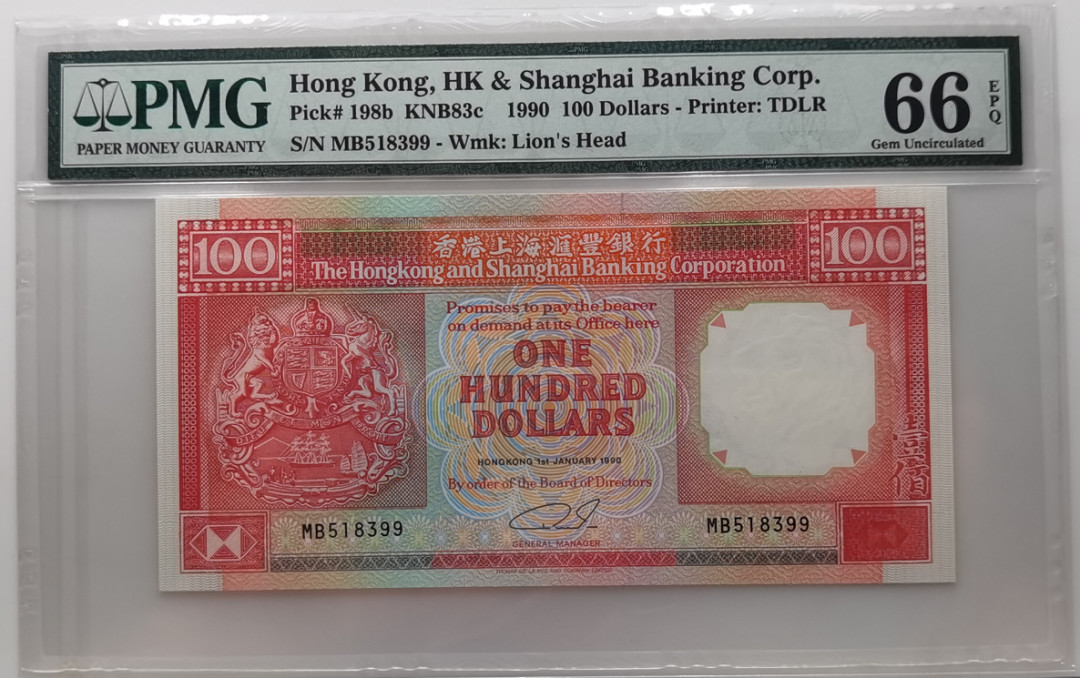 PMG
PAPER MONEY GUARANTY
Hong Kong, HK & Shanghai Banking Corp.
Pick# 198b KNB83c 1990 100 Dollars - Printer: TDLR
S/N MB518399 - Wmk: Lion's Head
66
EPQ
Gem Uncirculated
100
香港上海滙豐銀行
100
The Hongkong and Shanghai Banking Corporation
Promises to pay the bearer
on demand at its Office here
ONE
HUNDRED
DOLLARS
HONGKONG 1st JANUARY 1990
By order of the Board of Directors
MB518399
MB518399
GENERAL MANAGER